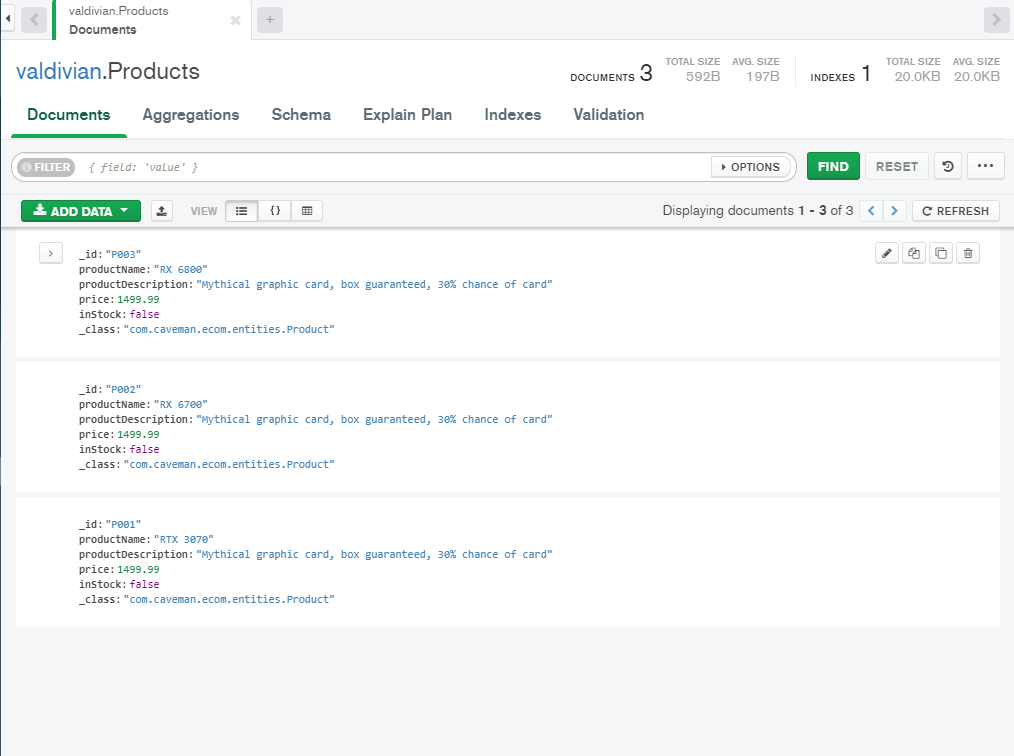 valdivian.Products
Documents
valdivian.Products
DOCUMENTS 3 TOTAL SIZE 592B AVG. SIZE 197B INDEXES 1 TOTAL SIZE 20.0KB AVG. SIZE 20.0KB
Documents Aggregations Schema Explain Plan Indexes Validation
FILTER { field: 'value' } OPTIONS FIND RESET
ADD DATA VIEW {} Displaying documents 1 - 3 of 3 < > REFRESH
_id: "P003"
productName: "RX 6800"
productDescription: "Mythical graphic card, box guaranteed, 30% chance of card"
price: 1499.99
inStock: false
_class: "com.caveman.ecom.entities.Product"
_id: "P002"
productName: "RX 6700"
productDescription: "Mythical graphic card, box guaranteed, 30% chance of card"
price: 1499.99
inStock: false
_class: "com.caveman.ecom.entities.Product"
_id: "P001"
productName: "RTX 3070"
productDescription: "Mythical graphic card, box guaranteed, 30% chance of card"
price: 1499.99
inStock: false
_class: "com.caveman.ecom.entities.Product"